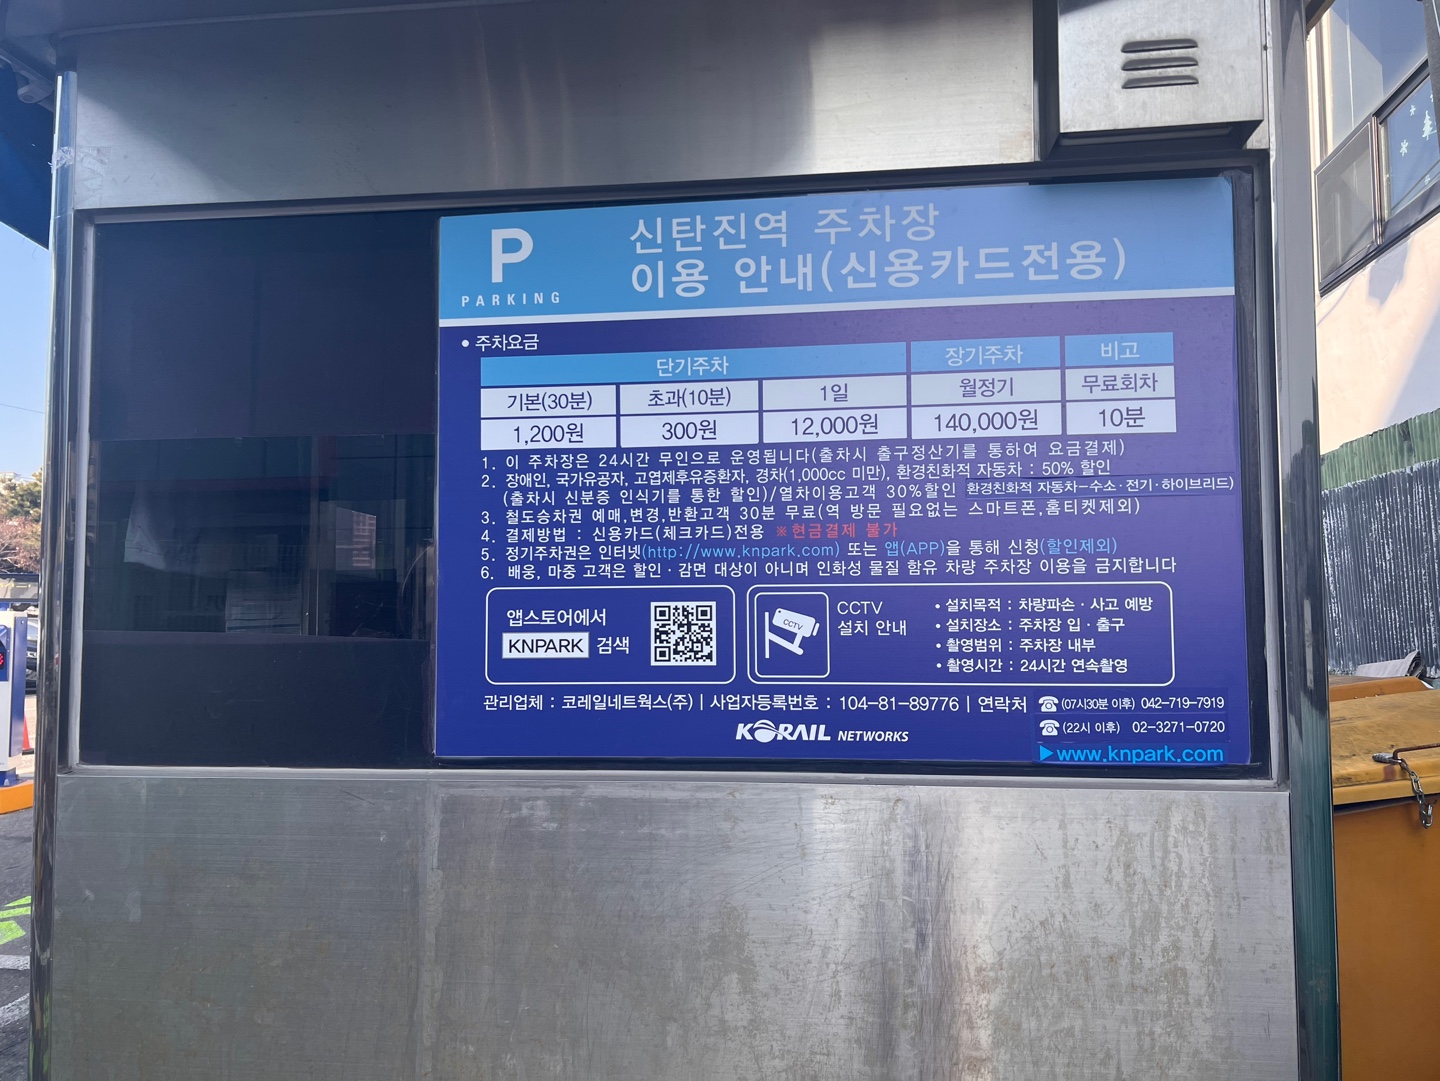 P
PARKING
신탄진역 주차장
이용 안내(신용카드전용)
• 주차요금
단기주차 장기주차 비고
기본(30분) 초과(10분) 1일 월정기 무료회차
1,200원 300원 12,000원 140,000원 10분
1. 이 주차장은 24시간 무인으로 운영됩니다(출차시 출구정산기를 통하여 요금결제)
2. 장애인, 국가유공자, 고엽제후유증환자, 경차(1,000cc 미만), 환경친화적 자동차 : 50% 할인
(출차시 신분증 인식기를 통한 할인)/열차이용고객 30%할인 환경친화적 자동차-수소·전기·하이브리드)
3. 철도승차권 예매,변경,반환고객 30분 무료(역 방문 필요없는 스마트폰,홈티켓제외)
4. 결제방법 : 신용카드(체크카드)전용 ※현금결제 불가
5. 정기주차권은 인터넷(http://www.knpark.com) 또는 앱(APP)을 통해 신청(할인제외)
6. 배웅, 마중 고객은 할인·감면 대상이 아니며 인화성 물질 함유 차량 주차장 이용을 금지합니다
앱스토어에서
KNPARK 검색
CCTV
CCTV
설치 안내
• 설치목적 : 차량파손·사고 예방
• 설치장소 : 주차장 입·출구
• 촬영범위 : 주차장 내부
• 촬영시간 : 24시간 연속촬영
관리업체 : 코레일네트웍스(주) | 사업자등록번호 : 104-81-89776 | 연락처 ☎(07시30분 이후) 042-719-7919
☎(22시 이후) 02-3271-0720
KORAIL NETWORKS
▶www.knpark.com